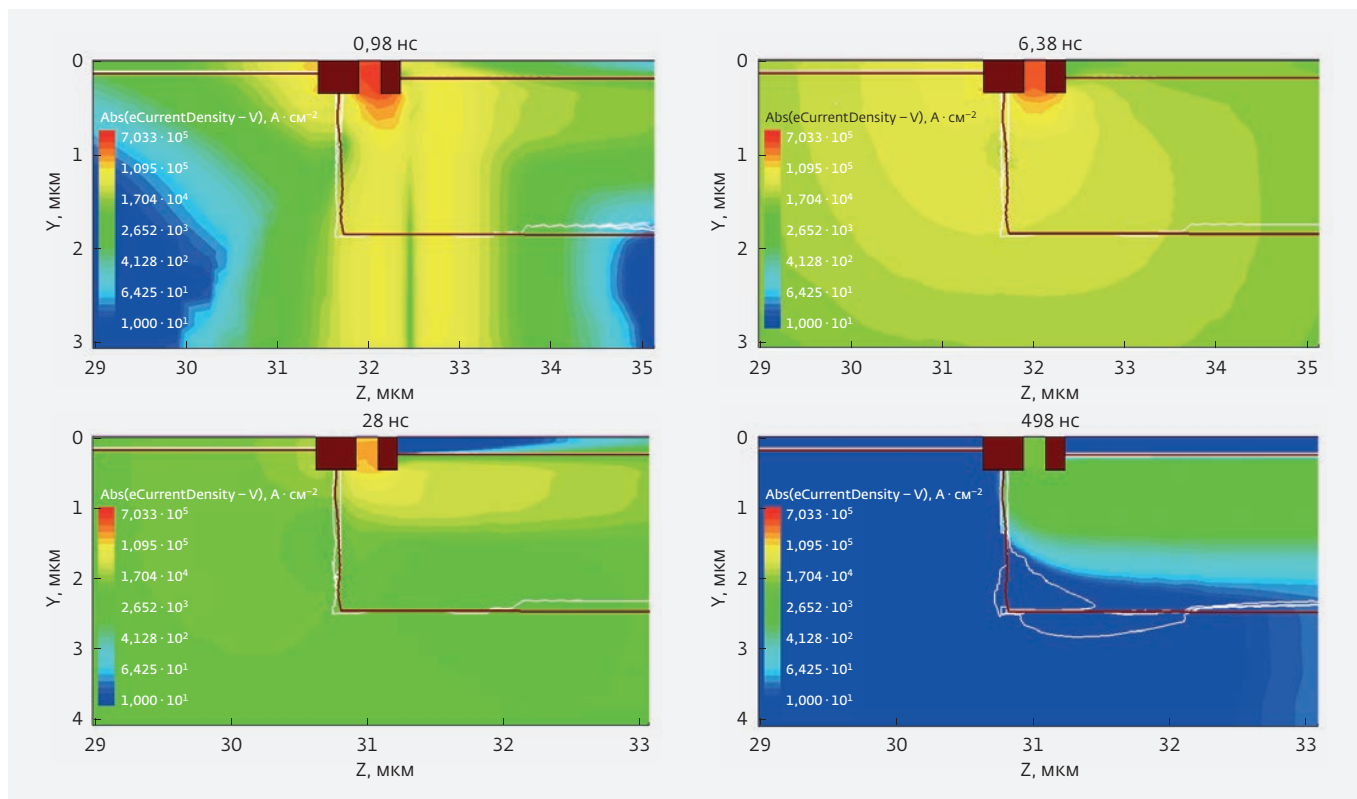 0,98 нс
0
1
2
3
Y, мкм
Abs(eCurrentDensity – V), А · см⁻²
7,033 · 10⁵
1,095 · 10⁵
1,704 · 10⁴
2,652 · 10³
4,128 · 10²
6,425 · 10¹
1,000 · 10¹
29 30 31 32 33 34 35
Z, мкм
6,38 нс
0
1
2
3
Y, мкм
Abs(eCurrentDensity – V), А · см⁻²
7,033 · 10⁵
1,095 · 10⁵
1,704 · 10⁴
2,652 · 10³
4,128 · 10²
6,425 · 10¹
1,000 · 10¹
29 30 31 32 33 34 35
Z, мкм
28 нс
0
1
2
3
4
Y, мкм
Abs(eCurrentDensity – V), А · см⁻²
7,033 · 10⁵
1,095 · 10⁵
1,704 · 10⁴
2,652 · 10³
4,128 · 10²
6,425 · 10¹
1,000 · 10¹
29 30 31 32 33
Z, мкм
498 нс
0
1
2
3
4
Y, мкм
Abs(eCurrentDensity – V), А · см⁻²
7,033 · 10⁵
1,095 · 10⁵
1,704 · 10⁴
2,652 · 10³
4,128 · 10²
6,425 · 10¹
1,000 · 10¹
29 30 31 32 33
Z, мкм